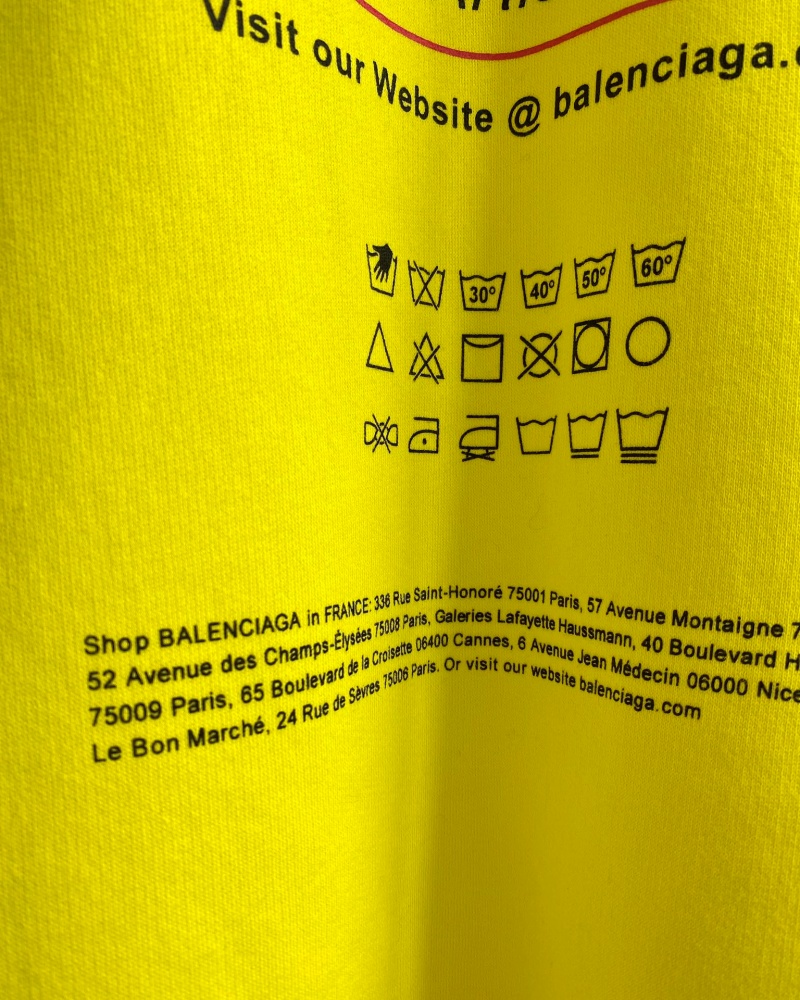 Visit our Website @ balenciaga.
30° 40° 50° 60°
Shop BALENCIAGA in FRANCE: 336 Rue Saint-Honoré 75001 Paris, 57 Avenue Montaigne 7
52 Avenue des Champs-Élysées 75008 Paris, Galeries Lafayette Haussmann, 40 Boulevard H
75009 Paris, 65 Boulevard de la Croisette 06400 Cannes, 6 Avenue Jean Médecin 06000 Nice
Le Bon Marché, 24 Rue de Sèvres 75006 Paris. Or visit our website balenciaga.com